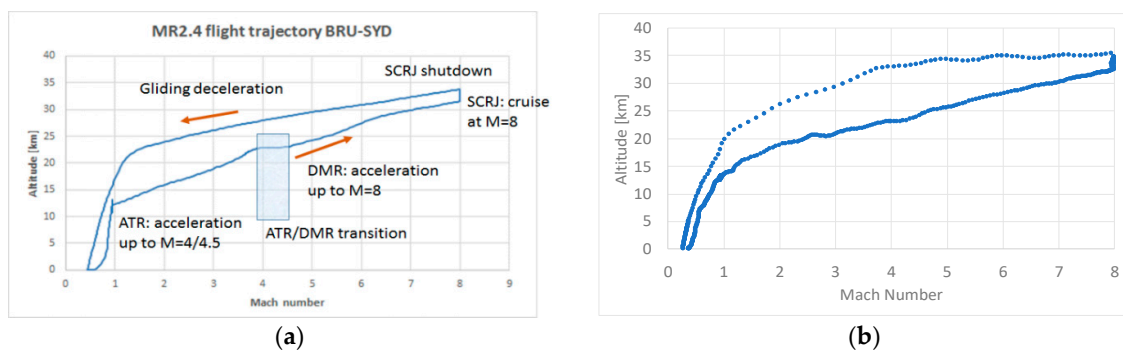 MR2.4 flight trajectory BRU-SYD
40
35
30
25
20
15
10
5
0
Altitude [km]
SCRJ shutdown
Gliding deceleration
SCRJ: cruise
at M=8
DMR: acceleration
up to M=8
ATR: acceleration
up to M=4/4.5
ATR/DMR transition
0 1 2 3 4 5 6 7 8 9
Mach number
(a)
40
35
30
25
20
15
10
5
0
Altitude [km]
0 1 2 3 4 5 6 7 8
Mach Number
(b)